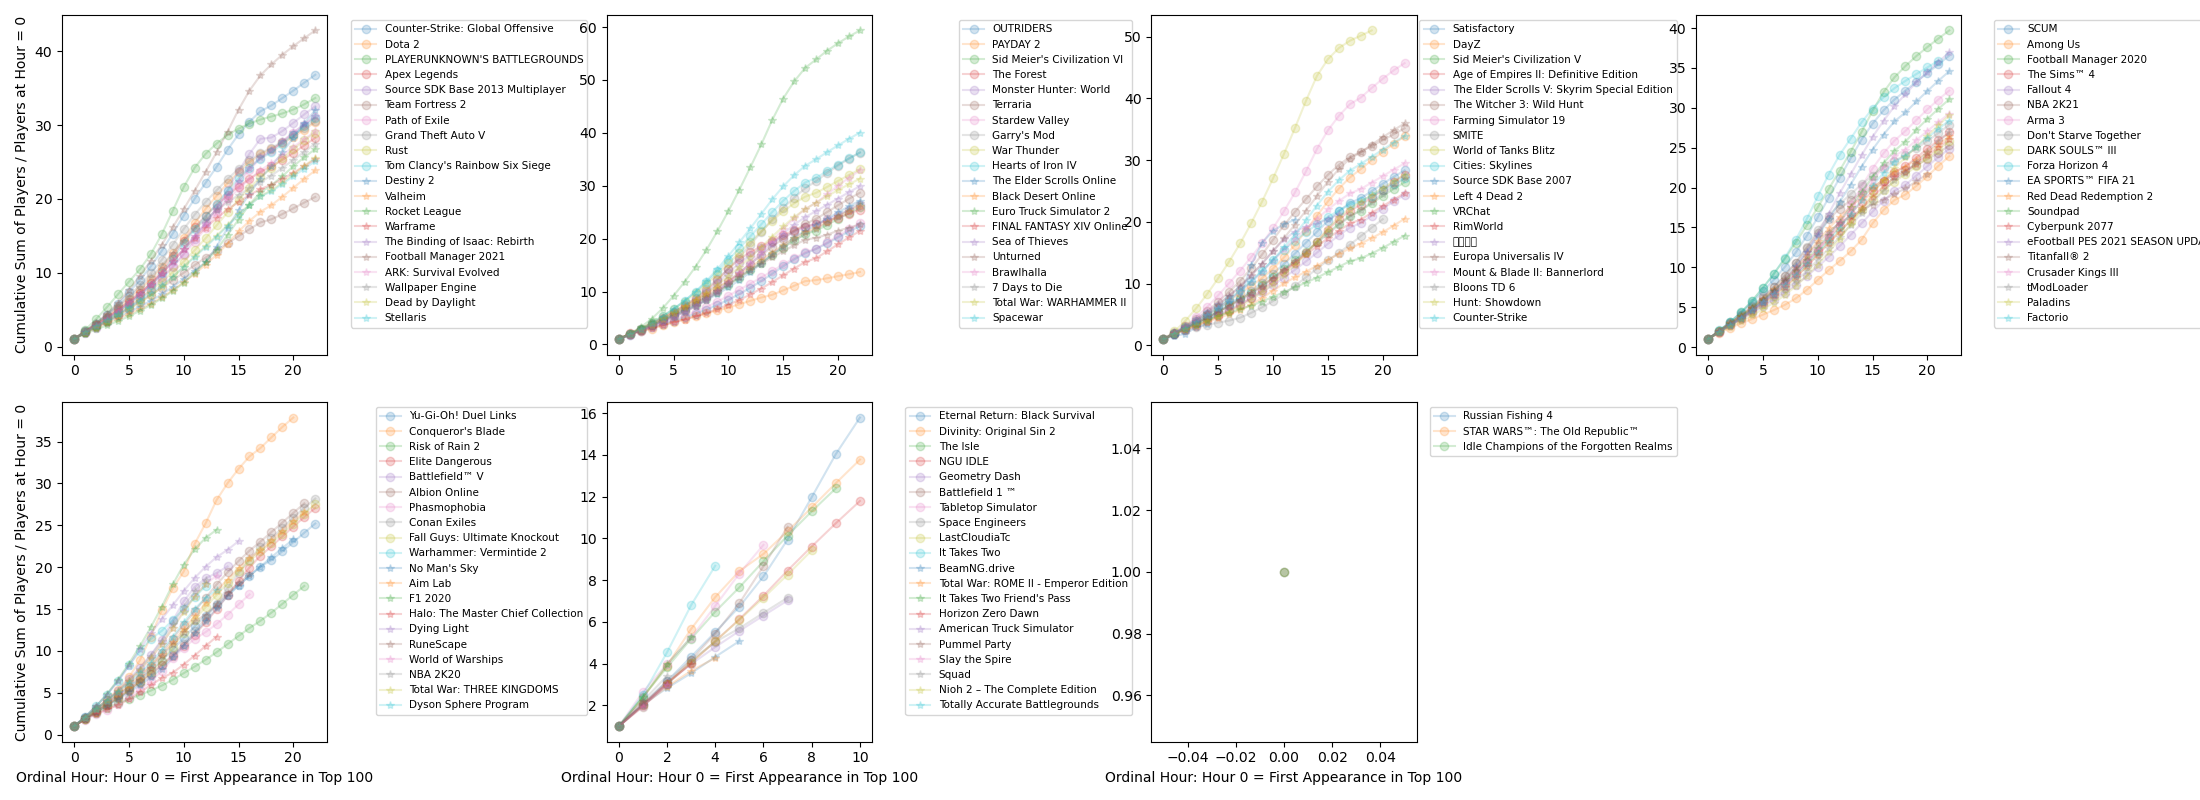 Cumulative Sum of Players / Players at Hour = 0
40
30
20
10
0
0 5 10 15 20
Counter-Strike: Global Offensive
Dota 2
PLAYERUNKNOWN'S BATTLEGROUNDS
Apex Legends
Source SDK Base 2013 Multiplayer
Team Fortress 2
Path of Exile
Grand Theft Auto V
Rust
Tom Clancy's Rainbow Six Siege
Destiny 2
Valheim
Rocket League
Warframe
The Binding of Isaac: Rebirth
Football Manager 2021
ARK: Survival Evolved
Wallpaper Engine
Dead by Daylight
Stellaris
60
50
40
30
20
10
0
0 5 10 15 20
OUTRIDERS
PAYDAY 2
Sid Meier's Civilization VI
The Forest
Monster Hunter: World
Terraria
Stardew Valley
Garry's Mod
War Thunder
Hearts of Iron IV
The Elder Scrolls Online
Black Desert Online
Euro Truck Simulator 2
FINAL FANTASY XIV Online
Sea of Thieves
Unturned
Brawlhalla
7 Days to Die
Total War: WARHAMMER II
Spacewar
50
40
30
20
10
0
0 5 10 15 20
Satisfactory
DayZ
Sid Meier's Civilization V
Age of Empires II: Definitive Edition
The Elder Scrolls V: Skyrim Special Edition
The Witcher 3: Wild Hunt
Farming Simulator 19
SMITE
World of Tanks Blitz
Cities: Skylines
Source SDK Base 2007
Left 4 Dead 2
VRChat
RimWorld
Europa Universalis IV
Mount & Blade II: Bannerlord
Bloons TD 6
Hunt: Showdown
Counter-Strike
40
35
30
25
20
15
10
5
0
0 5 10 15 20
SCUM
Among Us
Football Manager 2020
The Sims™ 4
Fallout 4
NBA 2K21
Arma 3
Don't Starve Together
DARK SOULS™ III
Forza Horizon 4
EA SPORTS™ FIFA 21
Red Dead Redemption 2
Soundpad
Cyberpunk 2077
eFootball PES 2021 SEASON UPDA
Titanfall® 2
Crusader Kings III
tModLoader
Paladins
Factorio
Cumulative Sum of Players / Players at Hour = 0
35
30
25
20
15
10
5
0
0 5 10 15 20
Ordinal Hour: Hour 0 = First Appearance in Top 100
Yu-Gi-Oh! Duel Links
Conqueror's Blade
Risk of Rain 2
Elite Dangerous
Battlefield™ V
Albion Online
Phasmophobia
Conan Exiles
Fall Guys: Ultimate Knockout
Warhammer: Vermintide 2
No Man's Sky
Aim Lab
F1 2020
Halo: The Master Chief Collection
Dying Light
RuneScape
World of Warships
NBA 2K20
Total War: THREE KINGDOMS
Dyson Sphere Program
16
14
12
10
8
6
4
2
0 2 4 6 8 10
Ordinal Hour: Hour 0 = First Appearance in Top 100
Eternal Return: Black Survival
Divinity: Original Sin 2
The Isle
NGU IDLE
Geometry Dash
Battlefield 1 ™
Tabletop Simulator
Space Engineers
LastCloudiaTc
It Takes Two
BeamNG.drive
Total War: ROME II - Emperor Edition
It Takes Two Friend's Pass
Horizon Zero Dawn
American Truck Simulator
Pummel Party
Slay the Spire
Squad
Nioh 2 – The Complete Edition
Totally Accurate Battlegrounds
1.04
1.02
1.00
0.98
0.96
−0.04 −0.02 0.00 0.02 0.04
Ordinal Hour: Hour 0 = First Appearance in Top 100
Russian Fishing 4
STAR WARS™: The Old Republic™
Idle Champions of the Forgotten Realms